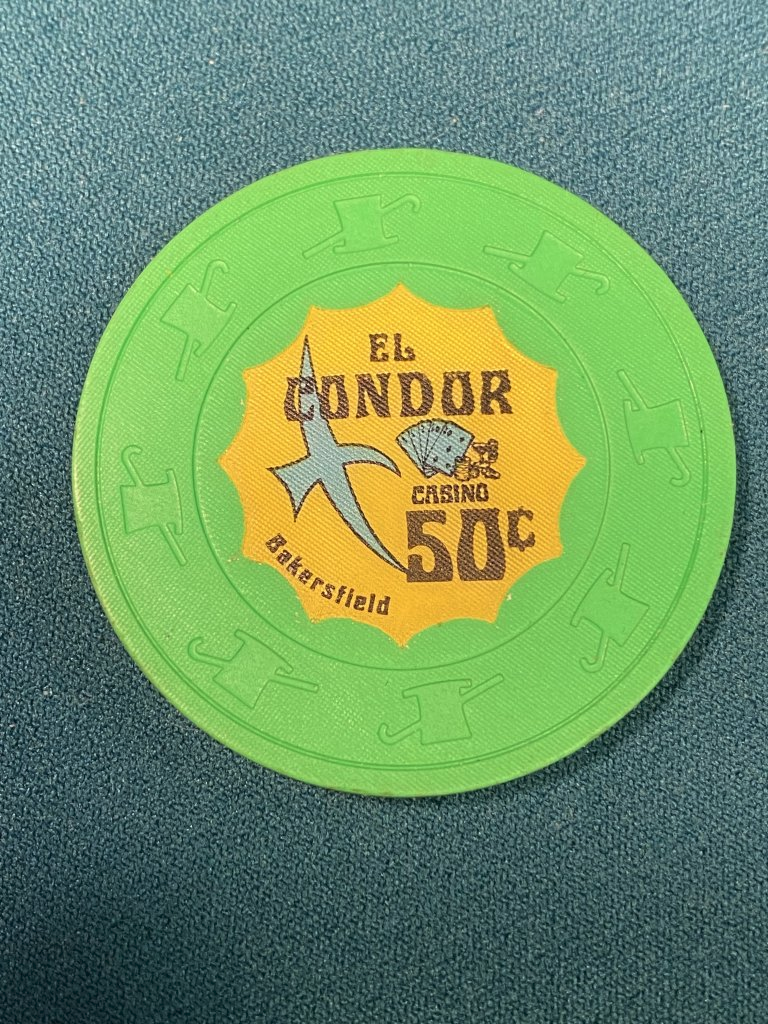 EL
CONDOR
CASINO
50¢
Bakersfield